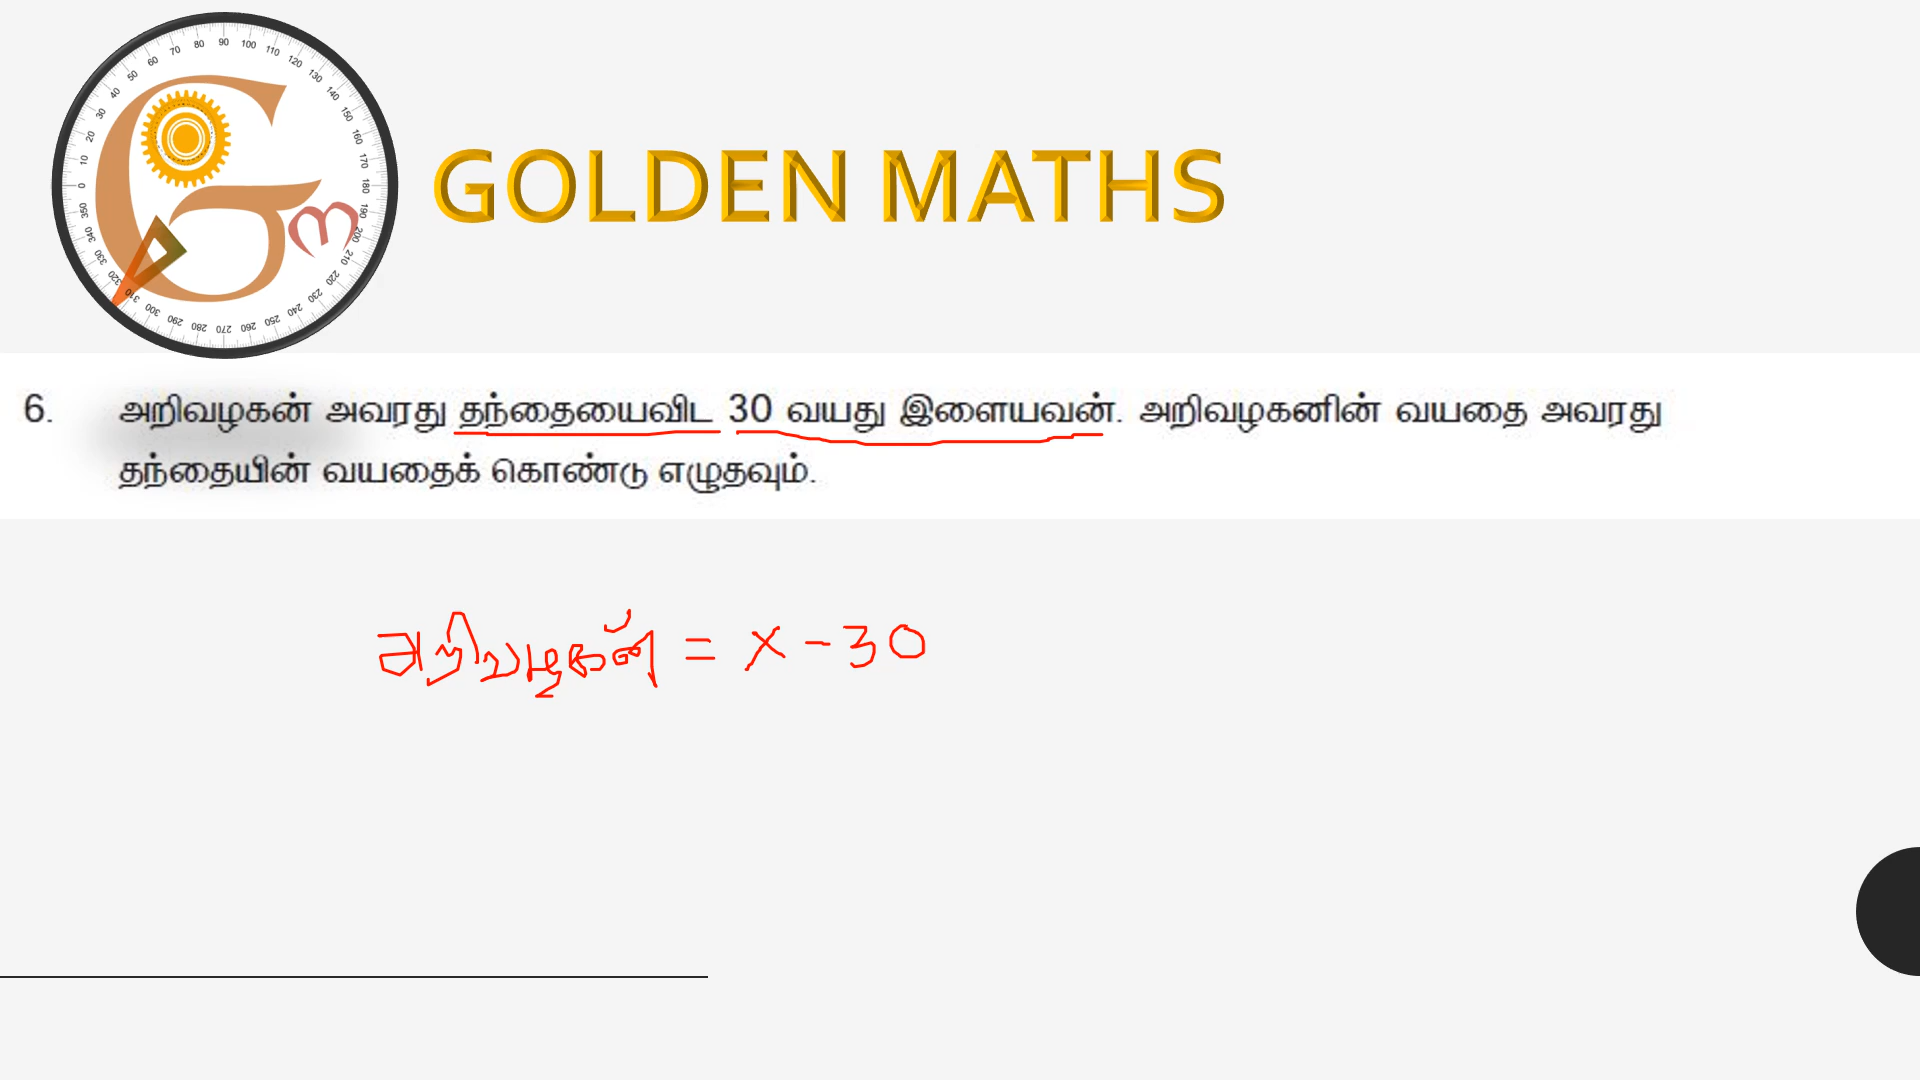 GOLDEN MATHS
6. அறிவழகன் அவரது தந்தையைவிட 30 வயது இளையவன். அறிவழகனின் வயதை அவரது
தந்தையின் வயதைக் கொண்டு எழுதவும்.
அறிவழகன் = x - 30